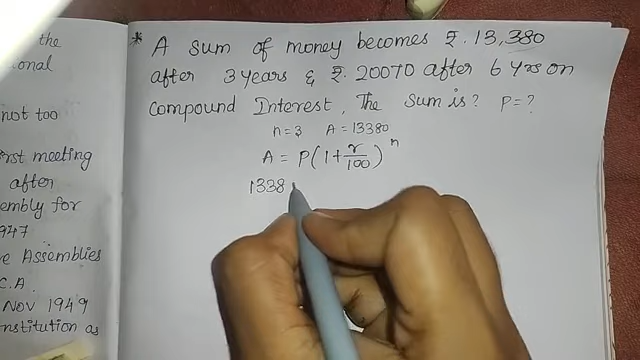 the
ional
not too
rst meeting
after
embly for
947
e Assemblies
C.A.
Nov 1949
nstitution as
* A sum of money becomes ₹. 13,380
after 3 years & ₹. 20070 after 6 yrs on
Compound Interest, The Sum is? P=?
n=3 A=13380
A = P(1+r/100)^n
1338